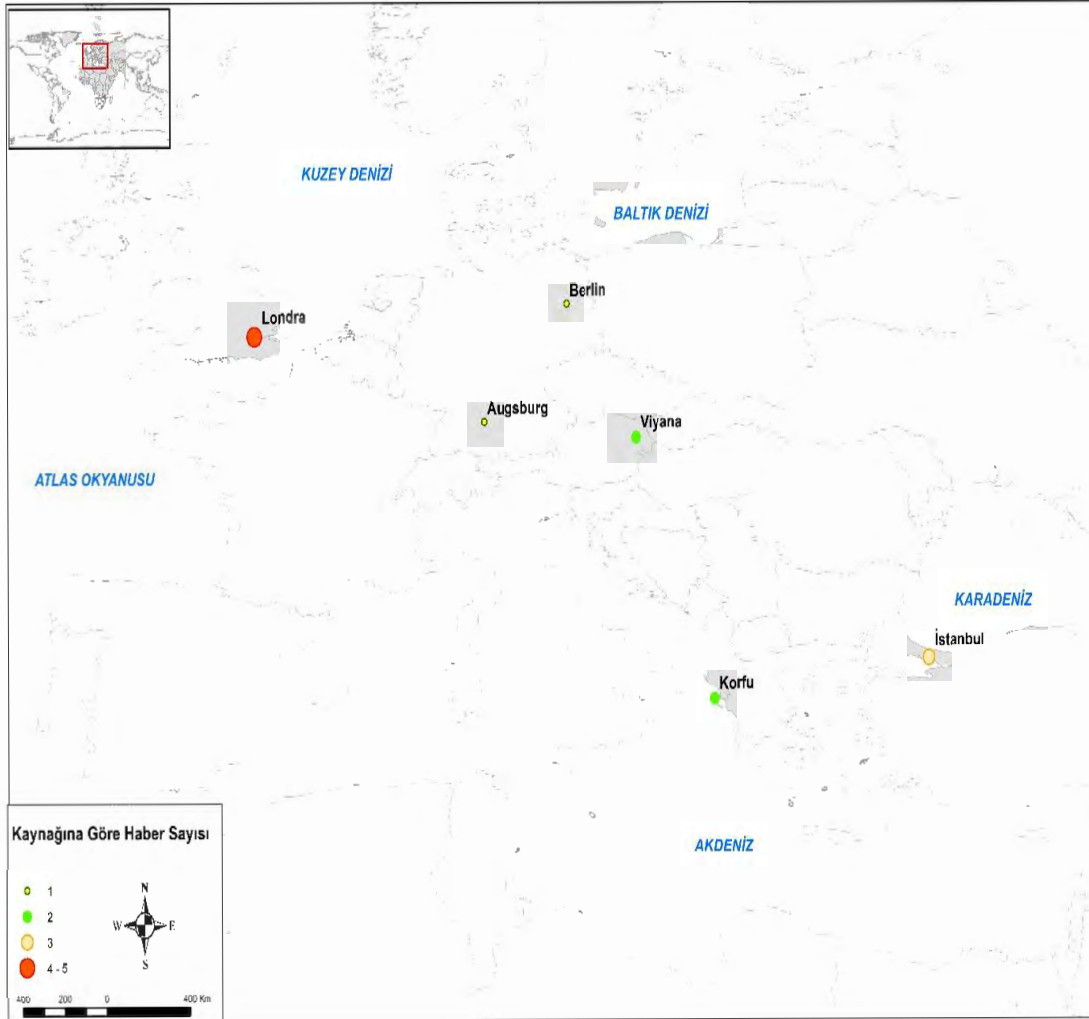 KUZEY DENİZİ
BALTIK DENİZİ
Berlin
Londra
Augsburg
Viyana
ATLAS OKYANUSU
KARADENİZ
İstanbul
Korfu
AKDENİZ
Kaynağına Göre Haber Sayısı
1
2
3
4 - 5
N
W E
S
400 200 0 400 Km